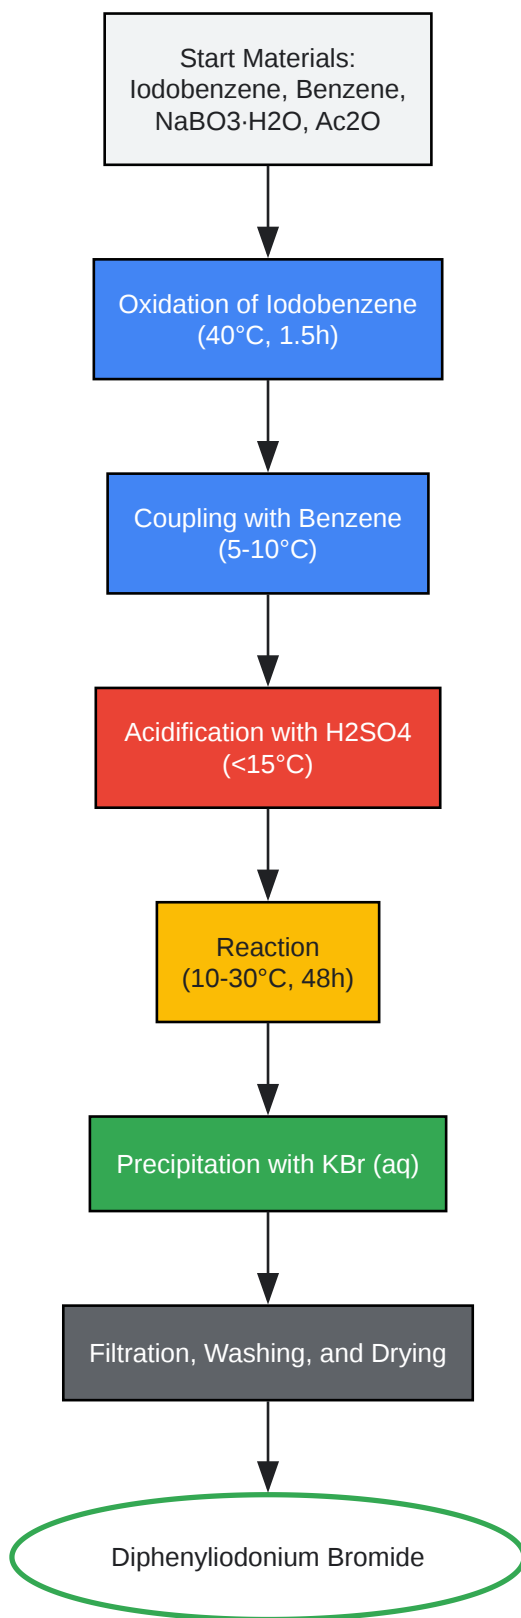 Start Materials:
Iodobenzene, Benzene,
NaBO3·H2O, Ac2O
Oxidation of Iodobenzene
(40°C, 1.5h)
Coupling with Benzene
(5-10°C)
Acidification with H2SO4
(<15°C)
Reaction
(10-30°C, 48h)
Precipitation with KBr (aq)
Filtration, Washing, and Drying
Diphenyliodonium Bromide